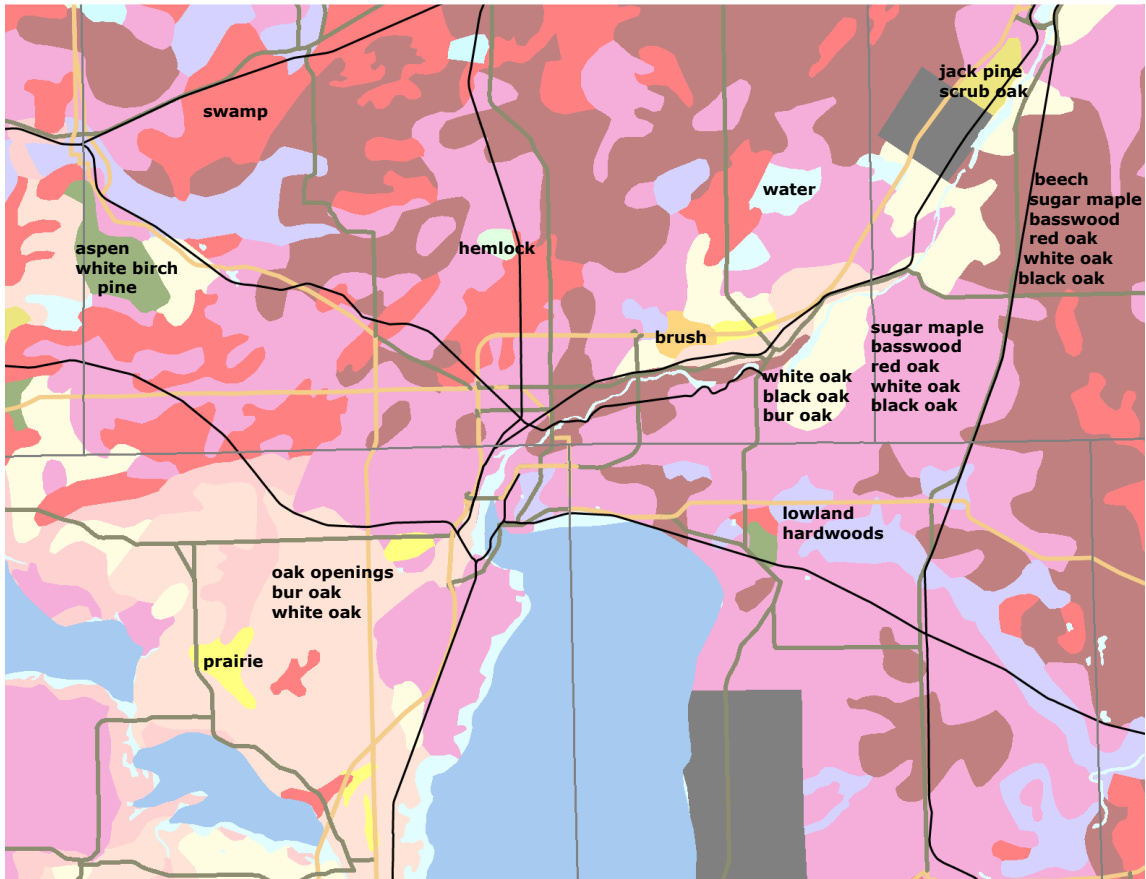 jack pine
scrub oak
swamp
beech
sugar maple
basswood
red oak
white oak
black oak
water
aspen
white birch
pine
hemlock
brush
sugar maple
basswood
red oak
white oak
black oak
white oak
black oak
bur oak
lowland
hardwoods
oak openings
bur oak
white oak
prairie